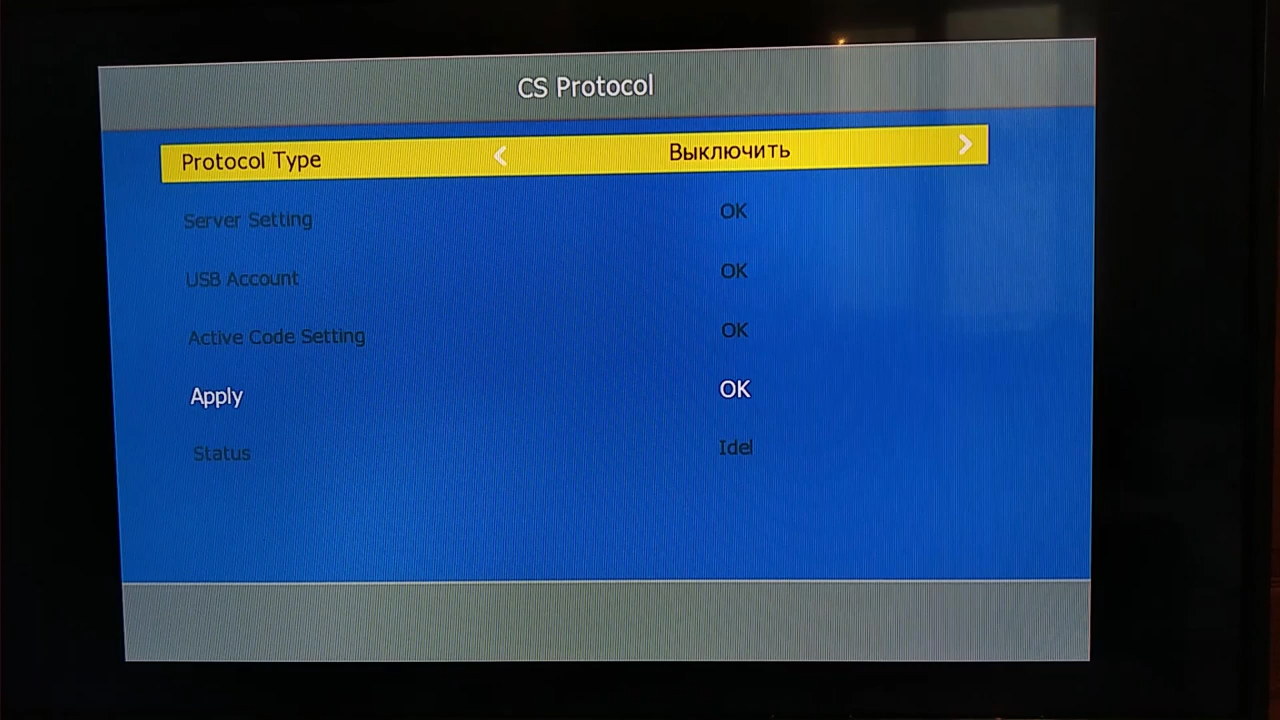 CS Protocol
Protocol Type < Выключить >
Server Setting OK
USB Account OK
Active Code Setting OK
Apply OK
Status Idel